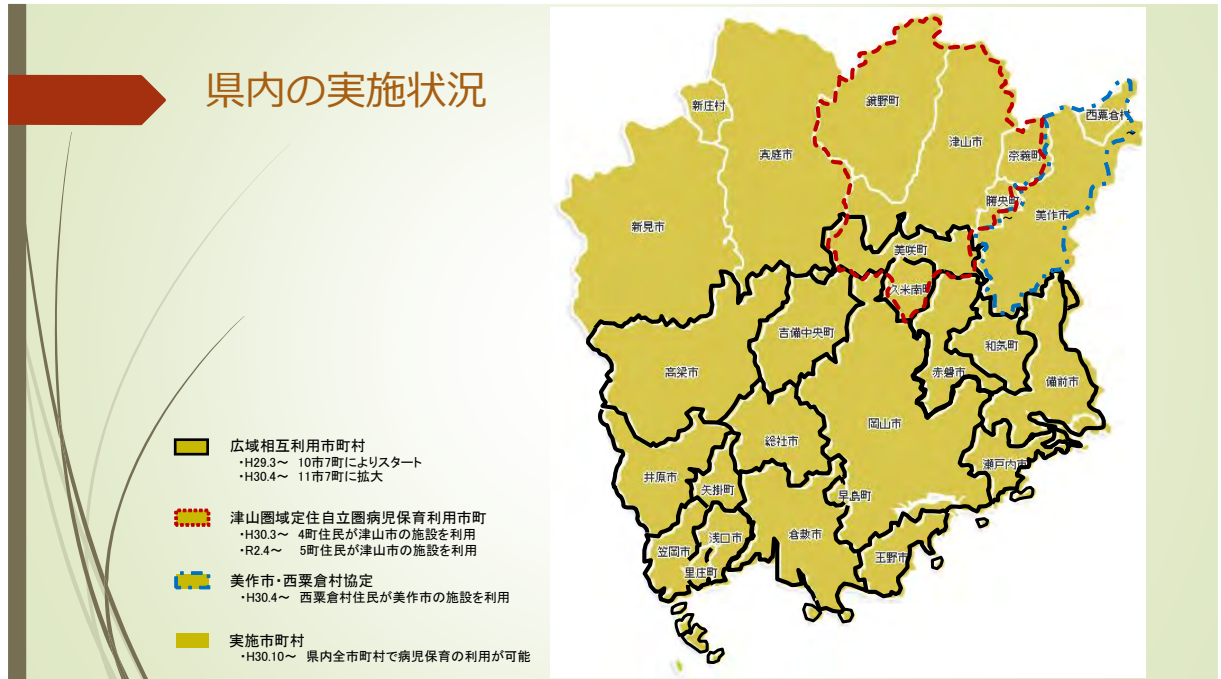 県内の実施状況
広域相互利用市町村
・H29.3～ 10市7町によりスタート
・H30.4～ 11市7町に拡大
津山圏域定住自立圏病児保育利用市町
・H30.3～ 4町住民が津山市の施設を利用
・R2.4～ 5町住民が津山市の施設を利用
美作市・西粟倉村協定
・H30.4～ 西粟倉村住民が美作市の施設を利用
実施市町村
・H30.10～ 県内全市町村で病児保育の利用が可能
新庄村
鏡野町
西粟倉村
津山市
真庭市
奈義町
勝央町
美作市
新見市
美咲町
久米南町
吉備中央町
和気町
高梁市
赤磐市
備前市
岡山市
総社市
瀬戸内市
井原市
矢掛町
早島町
浅口市
倉敷市
笠岡市
玉野市
里庄町